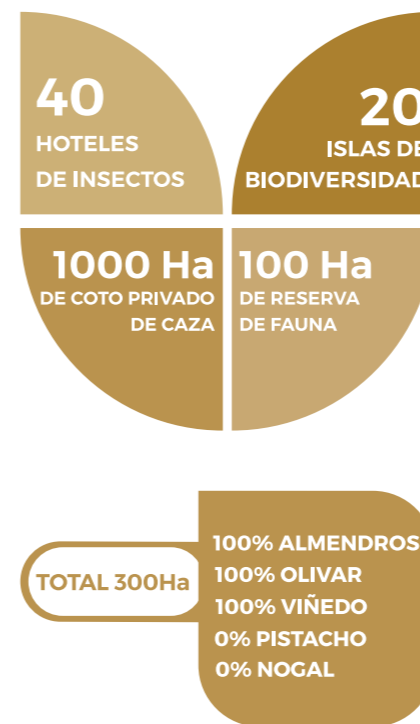 40
HOTELES
DE INSECTOS
20
ISLAS DE
BIODIVERSIDAD
1000 Ha
DE COTO PRIVADO
DE CAZA
100 Ha
DE RESERVA
DE FAUNA
TOTAL 300Ha
100% ALMENDROS
100% OLIVAR
100% VIÑEDO
0% PISTACHO
0% NOGAL